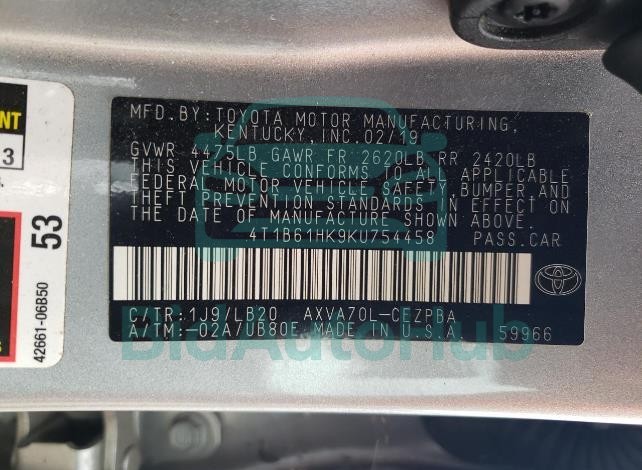 MFD.BY: TOYOTA MOTOR MANUFACTURING,
KENTUCKY, INC 02/19
GVWR 4475LB GAWR FR 2620LB RR 2420LB
THIS VEHICLE CONFORMS TO ALL APPLICABLE
FEDERAL MOTOR VEHICLE SAFETY, BUMPER AND
THEFT PREVENTION STANDARDS IN EFFECT ON
THE DATE OF MANUFACTURE SHOWN ABOVE.
4T1B61HK9KU754458 PASS.CAR
C/TR: 1J9/LB20 AXVA70L-CEZPBA
A/TM: -02A/UB80E MADE IN U.S.A. 59966
DubAutoHub
53
42661-06B50
3